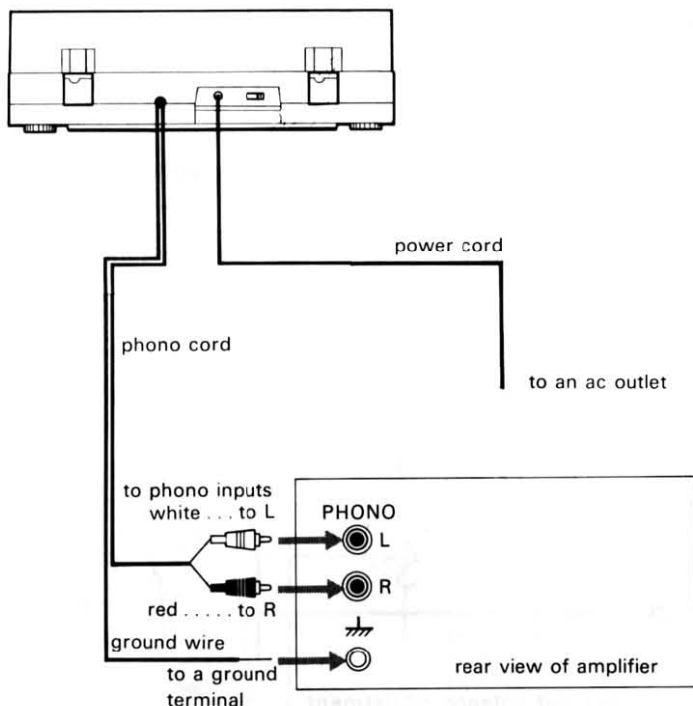 power cord
phono cord
to an ac outlet
to phono inputs
white . . . to L
PHONO
L
R
red . . . . . to R
ground wire
to a ground
terminal
rear view of amplifier